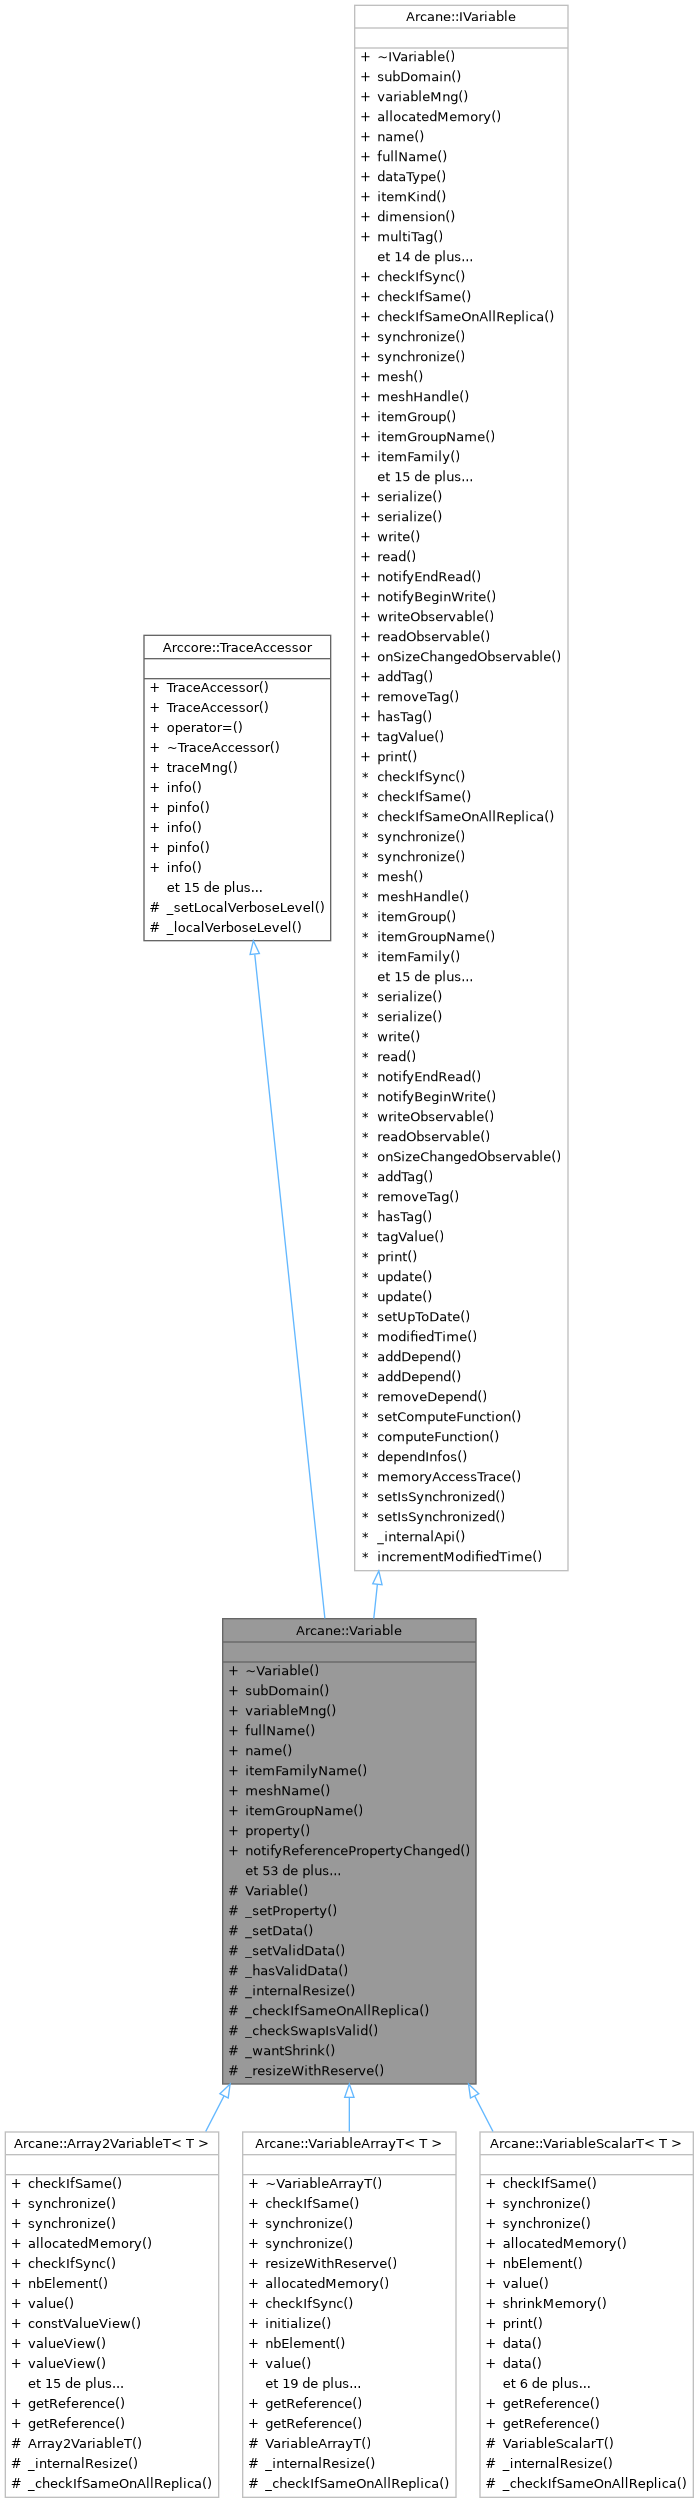 Arcane::IVariable
+ ~IVariable()
+ subDomain()
+ variableMng()
+ allocatedMemory()
+ name()
+ fullName()
+ dataType()
+ itemKind()
+ dimension()
+ multiTag()
et 14 de plus...
+ checkIfSync()
+ checkIfSame()
+ checkIfSameOnAllReplica()
+ synchronize()
+ synchronize()
+ mesh()
+ meshHandle()
+ itemGroup()
+ itemGroupName()
+ itemFamily()
et 15 de plus...
+ serialize()
+ serialize()
+ write()
+ read()
+ notifyEndRead()
+ notifyBeginWrite()
+ writeObservable()
+ readObservable()
+ onSizeChangedObservable()
+ addTag()
+ removeTag()
+ hasTag()
+ tagValue()
+ print()
* checkIfSync()
* checkIfSame()
* checkIfSameOnAllReplica()
* synchronize()
* synchronize()
* mesh()
* meshHandle()
* itemGroup()
* itemGroupName()
* itemFamily()
et 15 de plus...
* serialize()
* serialize()
* write()
* read()
* notifyEndRead()
* notifyBeginWrite()
* writeObservable()
* readObservable()
* onSizeChangedObservable()
* addTag()
* removeTag()
* hasTag()
* tagValue()
* print()
* update()
* update()
* setUpToDate()
* modifiedTime()
* addDepend()
* addDepend()
* removeDepend()
* setComputeFunction()
* computeFunction()
* dependInfos()
* memoryAccessTrace()
* setIsSynchronized()
* setIsSynchronized()
* _internalApi()
* incrementModifiedTime()
Arccore::TraceAccessor
+ TraceAccessor()
+ TraceAccessor()
+ operator=()
+ ~TraceAccessor()
+ traceMng()
+ info()
+ pinfo()
+ info()
+ pinfo()
+ info()
et 15 de plus...
# _setLocalVerboseLevel()
# _localVerboseLevel()
Arcane::Variable
+ ~Variable()
+ subDomain()
+ variableMng()
+ fullName()
+ name()
+ itemFamilyName()
+ meshName()
+ itemGroupName()
+ property()
+ notifyReferencePropertyChanged()
et 53 de plus...
# Variable()
# _setProperty()
# _setData()
# _setValidData()
# _hasValidData()
# _internalResize()
# _checkIfSameOnAllReplica()
# _checkSwapIsValid()
# _wantShrink()
# _resizeWithReserve()
Arcane::Array2VariableT< T >
+ checkIfSame()
+ synchronize()
+ synchronize()
+ allocatedMemory()
+ checkIfSync()
+ nbElement()
+ value()
+ constValueView()
+ valueView()
+ valueView()
et 15 de plus...
+ getReference()
+ getReference()
# Array2VariableT()
# _internalResize()
# _checkIfSameOnAllReplica()
Arcane::VariableArrayT< T >
+ ~VariableArrayT()
+ checkIfSame()
+ synchronize()
+ synchronize()
+ resizeWithReserve()
+ allocatedMemory()
+ checkIfSync()
+ initialize()
+ nbElement()
+ value()
et 19 de plus...
+ getReference()
+ getReference()
# VariableArrayT()
# _internalResize()
# _checkIfSameOnAllReplica()
Arcane::VariableScalarT< T >
+ checkIfSame()
+ synchronize()
+ synchronize()
+ allocatedMemory()
+ nbElement()
+ value()
+ shrinkMemory()
+ print()
+ data()
+ data()
et 6 de plus...
+ getReference()
+ getReference()
# VariableScalarT()
# _internalResize()
# _checkIfSameOnAllReplica()